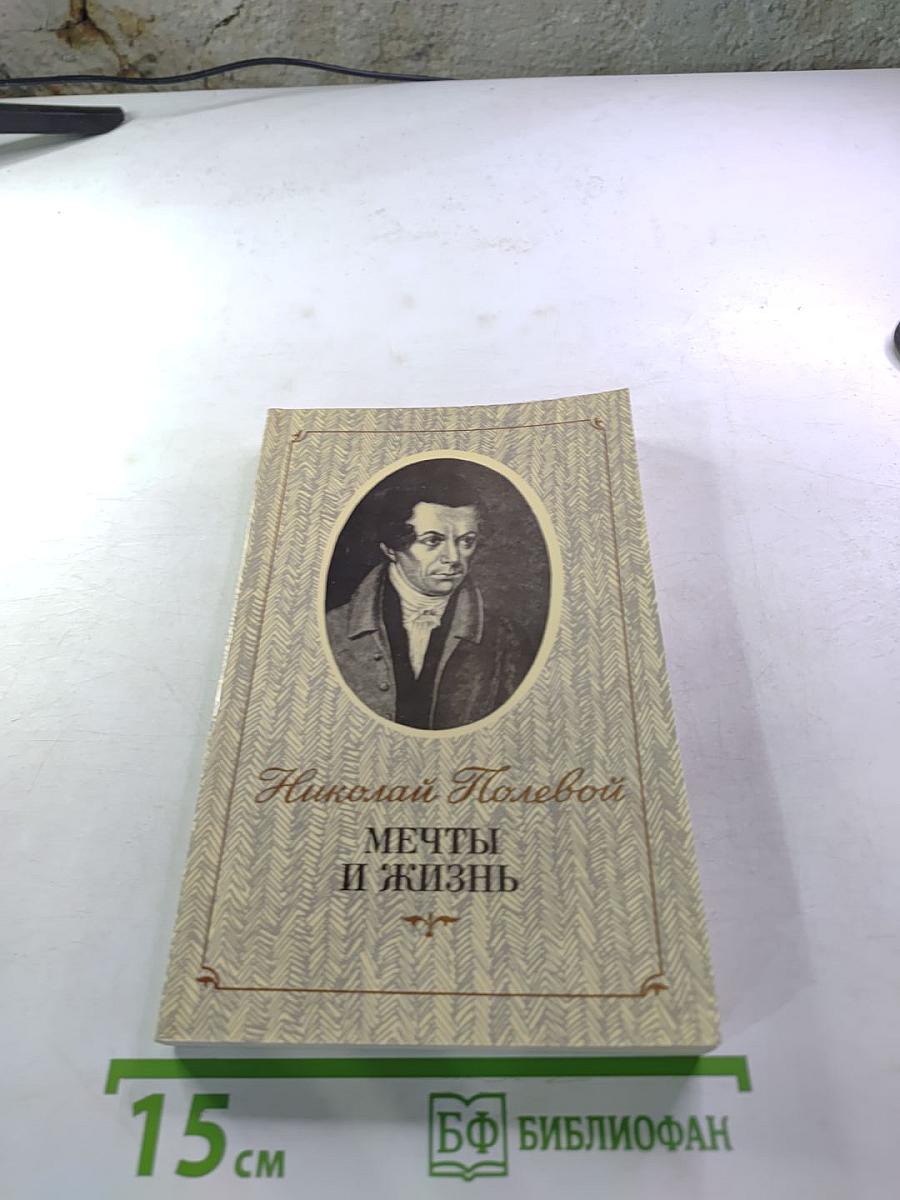 Николай Полевой
МЕЧТЫ
И ЖИЗНЬ
15 см
БФ БИБЛИОФАН